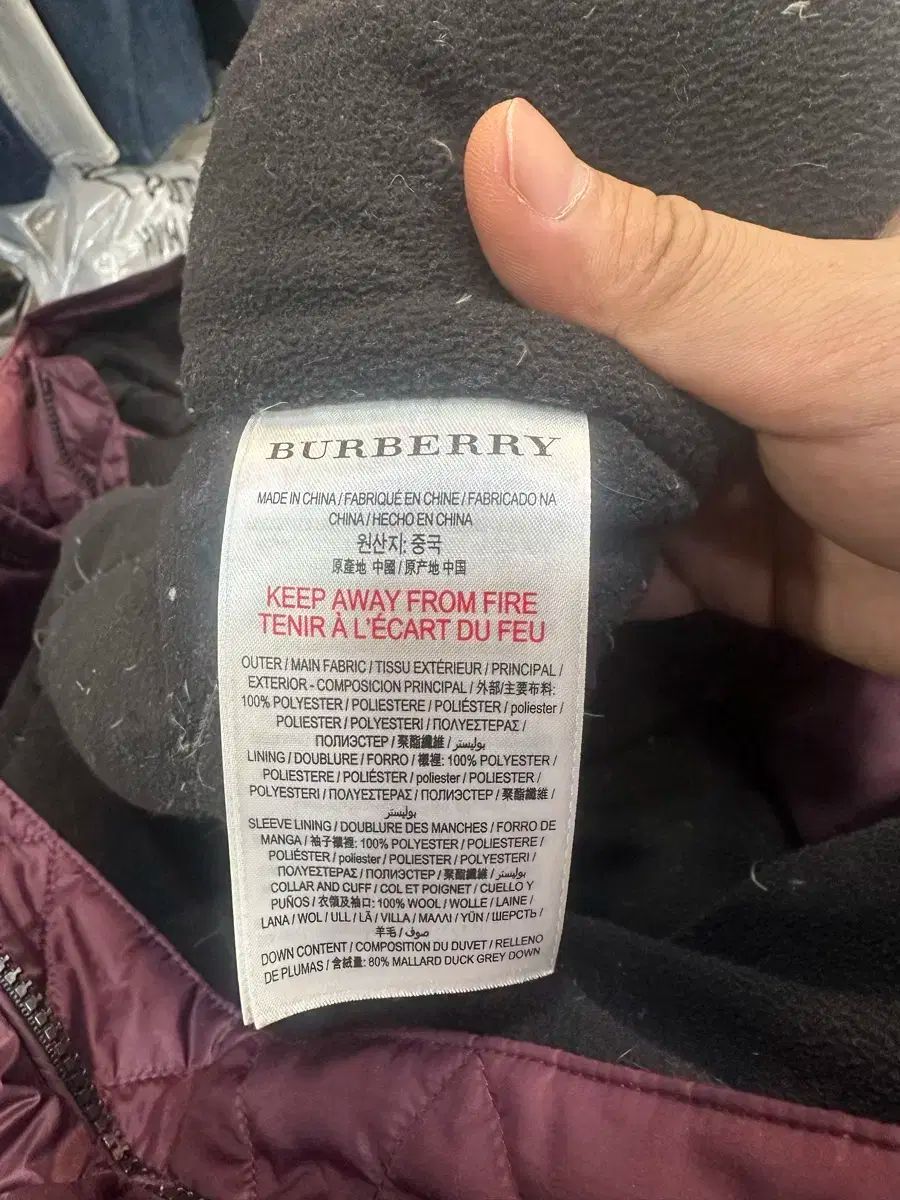 BURBERRY
MADE IN CHINA / FABRIQUÉ EN CHINE / FABRICADO NA
CHINA / HECHO EN CHINA
원산지: 중국
原產地 中國 / 原产地 中国
KEEP AWAY FROM FIRE
TENIR À L'ÉCART DU FEU
OUTER / MAIN FABRIC / TISSU EXTÉRIEUR / PRINCIPAL /
EXTERIOR - COMPOSICION PRINCIPAL / 外部/主要布料:
100% POLYESTER / POLIESTERE / POLIÉSTER / poliester /
POLIESTER / POLYESTERI / ΠΟΛΥΕΣΤΕΡΑΣ /
ПОЛИЭСТЕР / 聚酯纖維 / بوليستر
LINING / DOUBLURE / FORRO / 襯裡: 100% POLYESTER /
POLIESTERE / POLIÉSTER / poliester / POLIESTER /
POLYESTERI / ΠΟΛΥΕΣΤΕΡΑΣ / ПОЛИЭСТЕР / 聚酯纖維 /
بوليستر
SLEEVE LINING / DOUBLURE DES MANCHES / FORRO DE
MANGA / 袖子襯裡: 100% POLYESTER / POLIESTERE /
POLIÉSTER / poliester / POLIESTER / POLYESTERI /
ΠΟΛΥΕΣΤΕΡΑΣ / ПОЛИЭСТЕР / 聚酯纖維 / بوليستر
COLLAR AND CUFF / COL ET POIGNET / CUELLO Y
PUÑOS / 衣領及袖口: 100% WOOL / WOLLE / LAINE /
LANA / WOL / ULL / LÃ / VILLA / ΜΑΛΛΙ / YÜN / ШЕРСТЬ /
羊毛 / صوف
DOWN CONTENT / COMPOSITION DU DUVET / RELLENO
DE PLUMAS / 含絨量: 80% MALLARD DUCK GREY DOWN